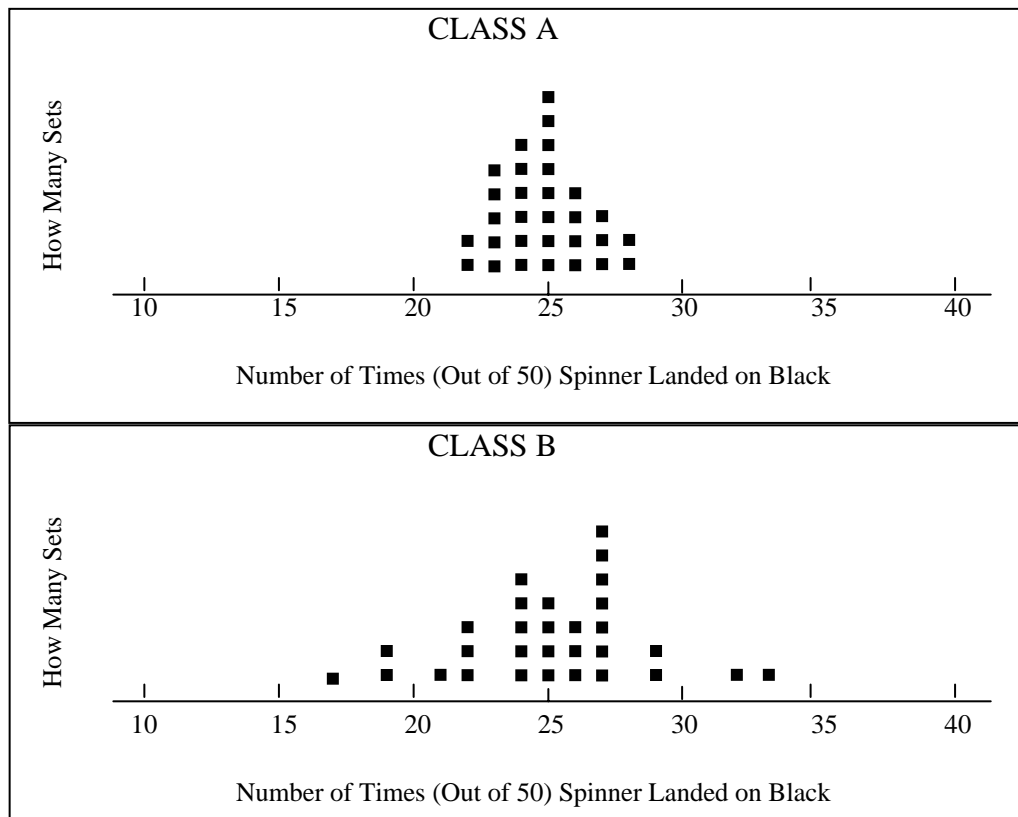 CLASS A
How Many Sets
10 15 20 25 30 35 40
Number of Times (Out of 50) Spinner Landed on Black
CLASS B
How Many Sets
10 15 20 25 30 35 40
Number of Times (Out of 50) Spinner Landed on Black